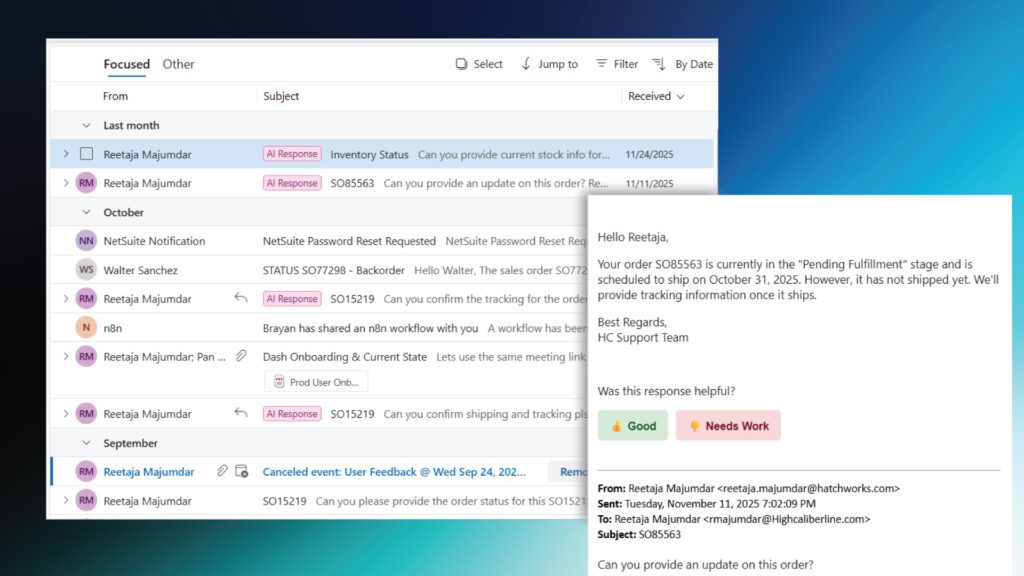 Focused Other Select Jump to Filter By Date
From Subject Received
Last month
Reetaja Majumdar AI Response Inventory Status Can you provide current stock info for... 11/24/2025
RM Reetaja Majumdar AI Response SO85563 Can you provide an update on this order? Re... 11/11/2025
October
NN NetSuite Notification NetSuite Password Reset Requested NetSuite Password Reset Req
WS Walter Sanchez STATUS SO77298 - Backorder Hello Walter, The sales order SO772
RM Reetaja Majumdar AI Response SO15219 Can you confirm the tracking for the order
N n8n Brayan has shared an n8n workflow with you A workflow has been
RM Reetaja Majumdar; Pan ... Dash Onboarding & Current State Lets use the same meeting link
Prod User Onb...
RM Reetaja Majumdar AI Response SO15219 Can you confirm shipping and tracking pls
September
RM Reetaja Majumdar Canceled event: User Feedback @ Wed Sep 24, 202... Remo
RM Reetaja Majumdar SO15219 Can you please provide the order status for this SO1521
Hello Reetaja,
Your order SO85563 is currently in the "Pending Fulfillment" stage and is
scheduled to ship on October 31, 2025. However, it has not shipped yet. We'll
provide tracking information once it ships.
Best Regards,
HC Support Team
Was this response helpful?
👍 Good 👎 Needs Work
From: Reetaja Majumdar <reetaja.majumdar@hatchworks.com>
Sent: Tuesday, November 11, 2025 7:02:09 PM
To: Reetaja Majumdar <rmajumdar@Highcaliberline.com>
Subject: SO85563
Can you provide an update on this order?